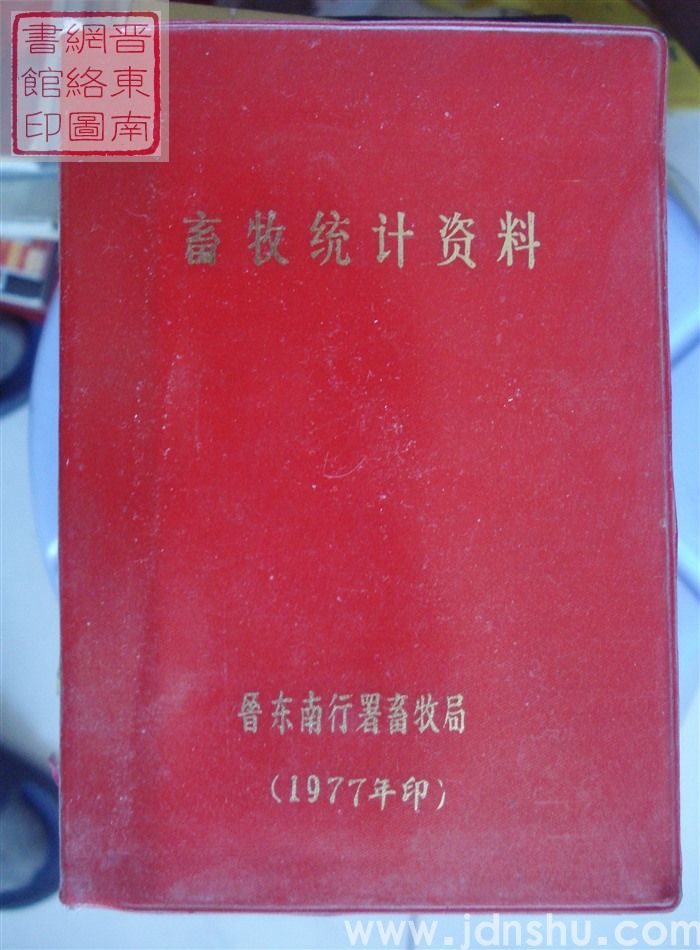 晋東南
網絡圖
書館印
畜牧统计资料
晋东南行署畜牧局
(1977年印)
www.jdnshu.com